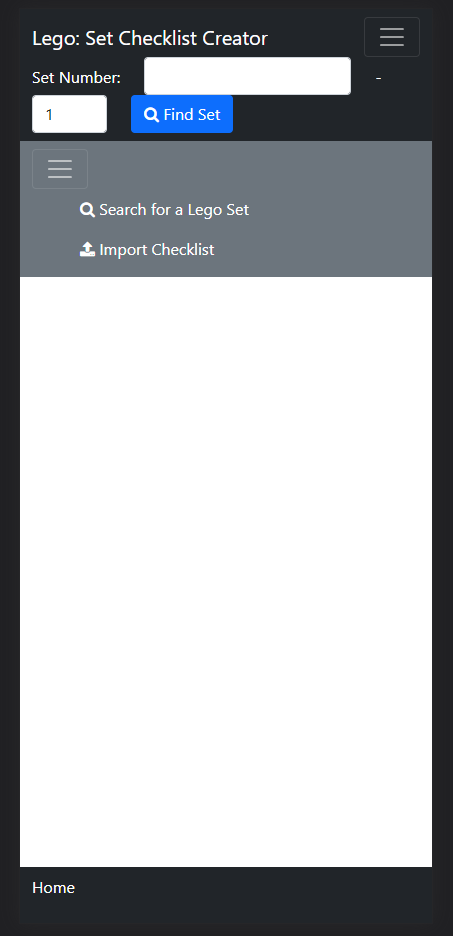 Lego: Set Checklist Creator
Set Number: -
1 Find Set
Search for a Lego Set
Import Checklist
Home